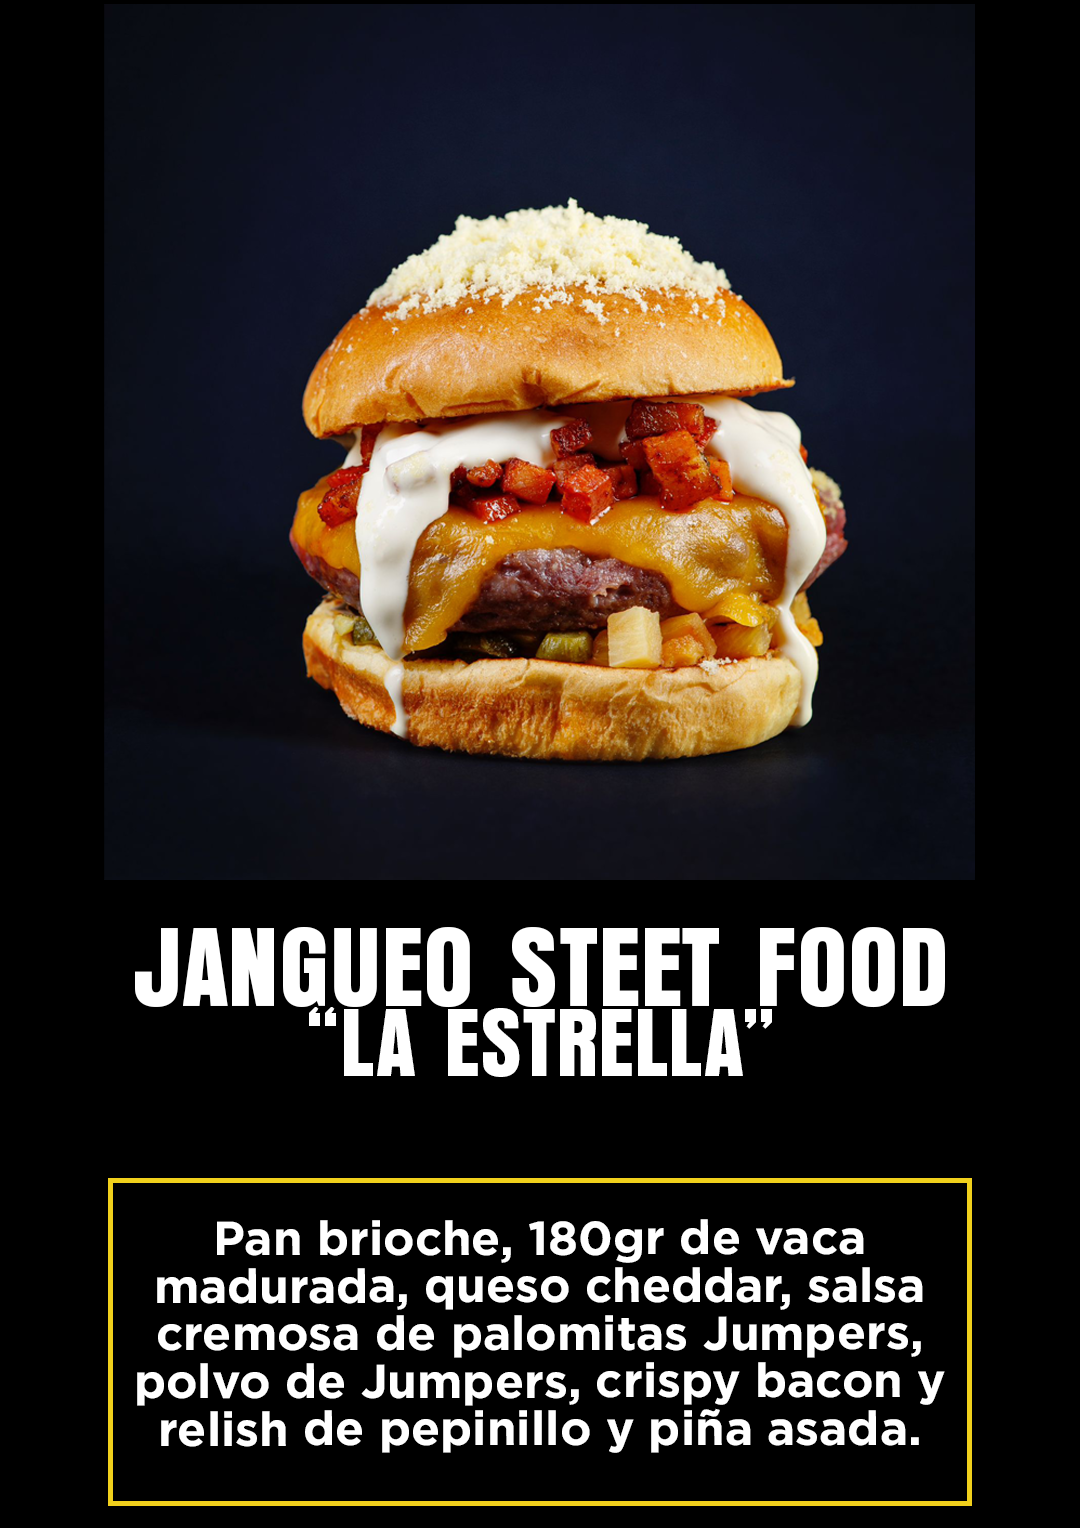 JANGUEO STEET FOOD
“LA ESTRELLA”
Pan brioche, 180gr de vaca
madurada, queso cheddar, salsa
cremosa de palomitas Jumpers,
polvo de Jumpers, crispy bacon y
relish de pepinillo y piña asada.